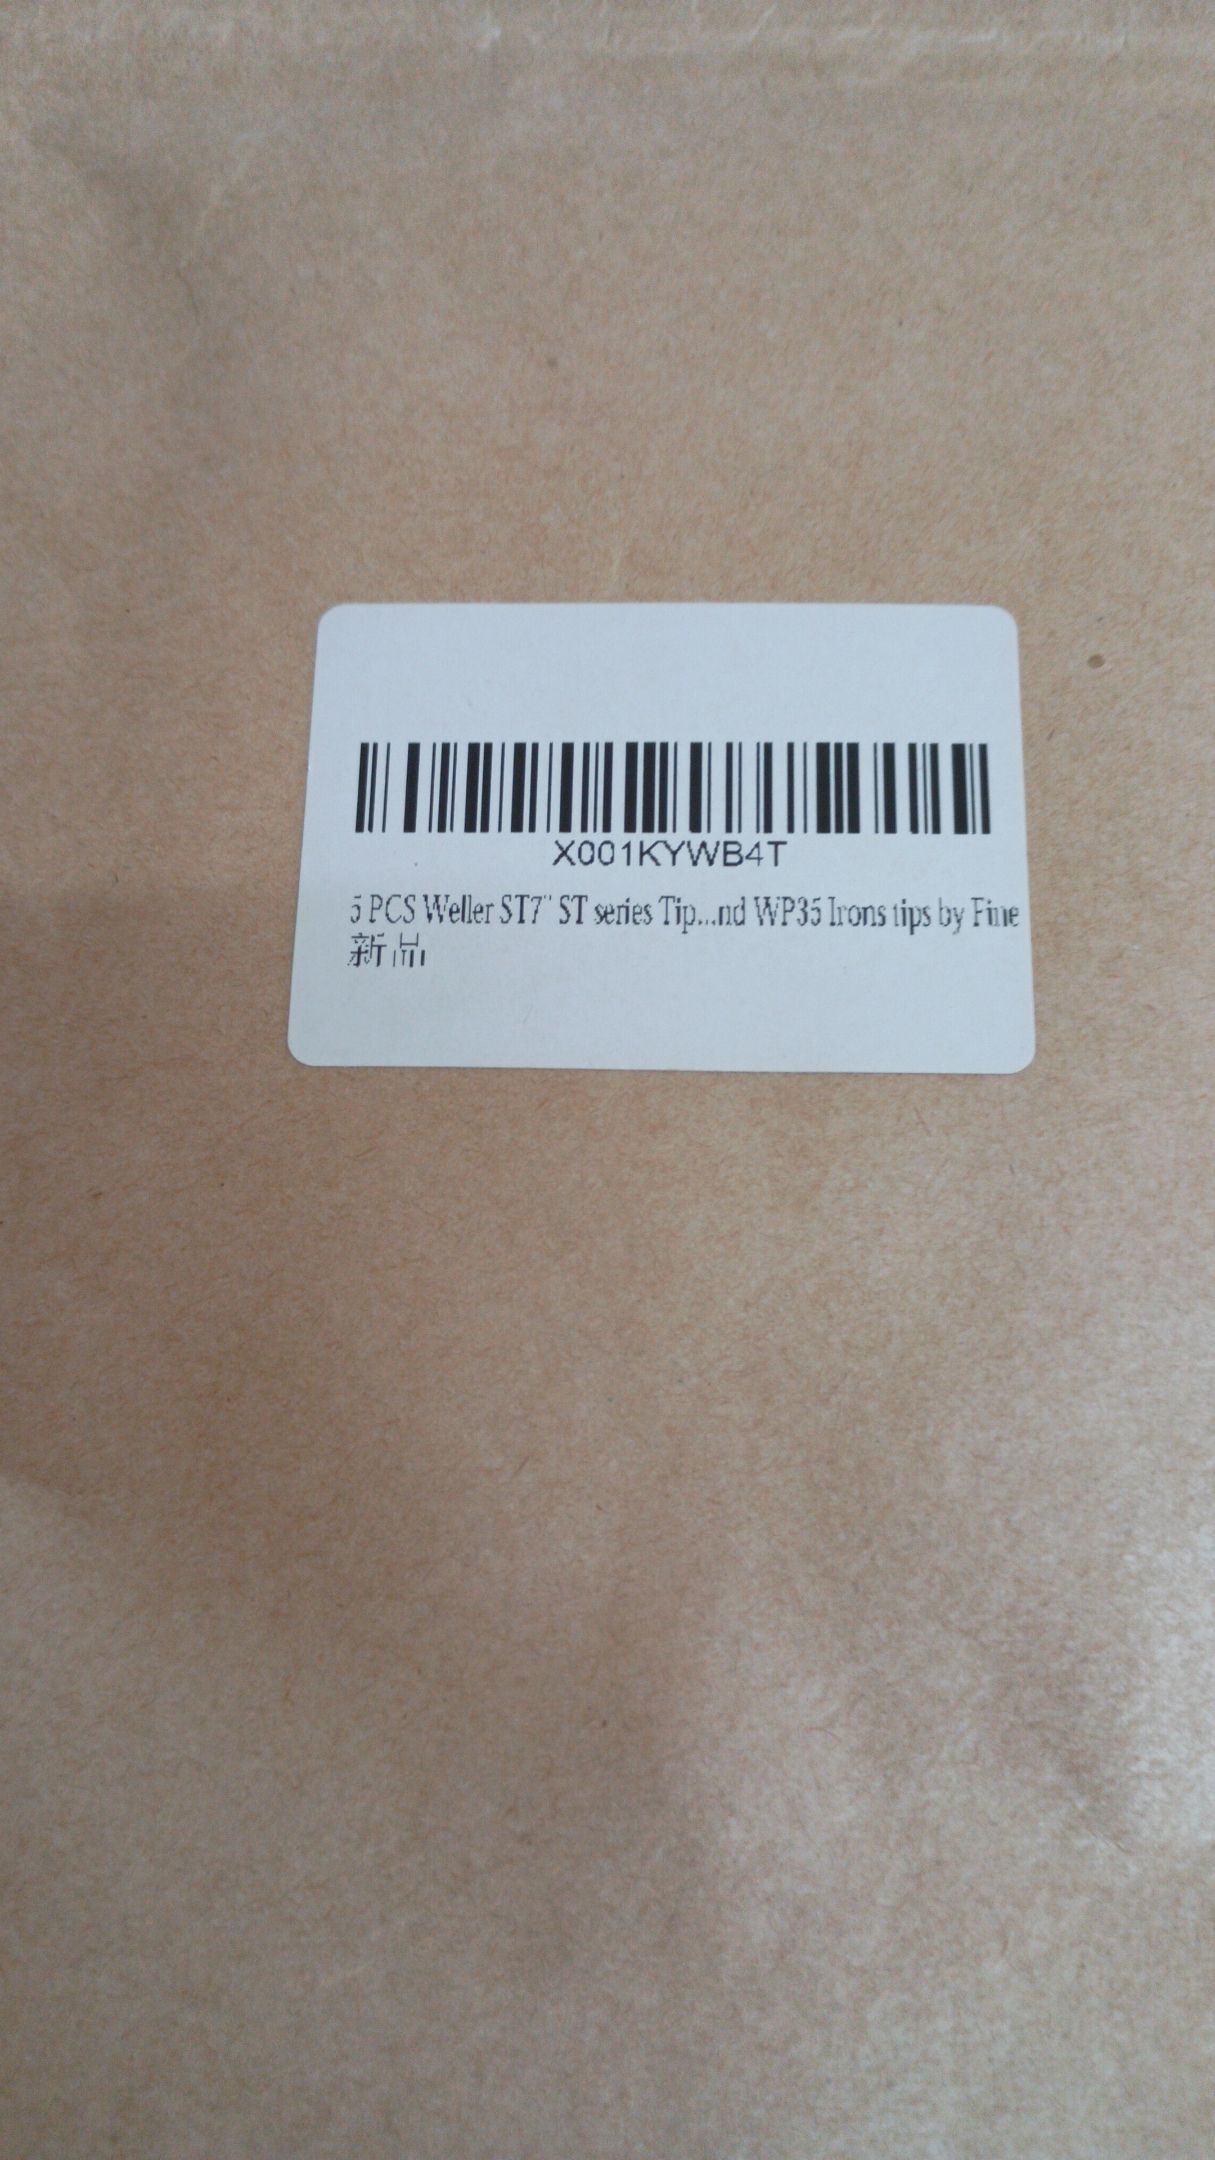 X001KYWB4T
5 PCS Weller ST7" ST series Tip...nd WP35 Irons tips by Fine
新品